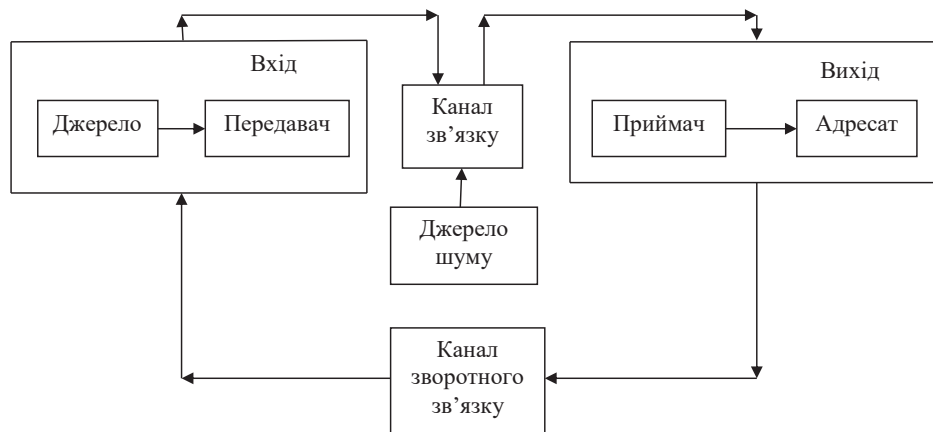 Вхід
Джерело
Передавач
Канал
зв’язку
Вихід
Приймач
Адресат
Джерело
шуму
Канал
зворотного
зв’язку